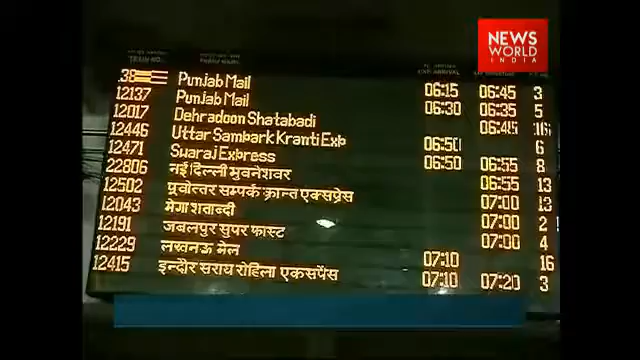 NEWS
WORLD
INDIA
38 Punjab Mail 06:15 06:45 3
12137 Punjab Mail 06:30 06:35 5
12017 Dehradoon Shatabadi 06:45 16
12446 Uttar Sampark Kranti Exp 06:50 6
12471 Swaraj Express 06:50 06:55 8
22806 नई दिल्ली भुवनेशवर 06:55 13
12502 पूवोत्तर सम्पर्क क्रान्त एक्सप्रेस 07:00 13
12043 मेगा शताब्दी 07:00 2
12191 जबलपुर सुपर फास्ट 07:00 4
12229 लखनऊ मेल 07:10 16
12415 इन्दौर सराय रोहिला एकसपेंस 07:10 07:20 3